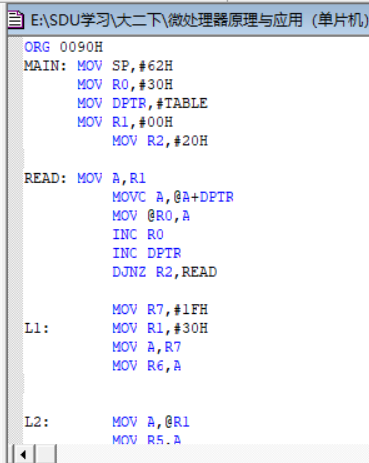 E:\SDU学习\大二下\微处理器原理与应用（单片机)
ORG 0090H
MAIN: MOV SP,#62H
MOV R0,#30H
MOV DPTR,#TABLE
MOV R1,#00H
MOV R2,#20H
READ: MOV A,R1
MOVC A,@A+DPTR
MOV @R0,A
INC R0
INC DPTR
DJNZ R2,READ
MOV R7,#1FH
L1: MOV R1,#30H
MOV A,R7
MOV R6,A
L2: MOV A,@R1
MOV R5,A